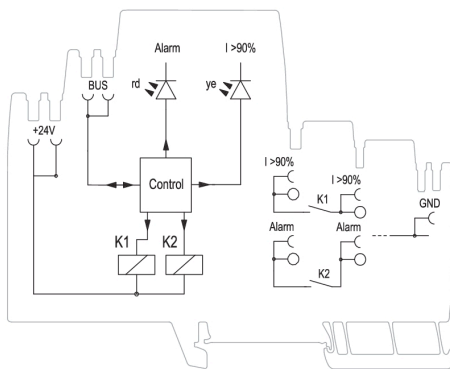 Alarm
I >90%
BUS
rd
ye
+24V
I >90%
I >90%
Control
K1
GND
Alarm
Alarm
K1
K2
K2